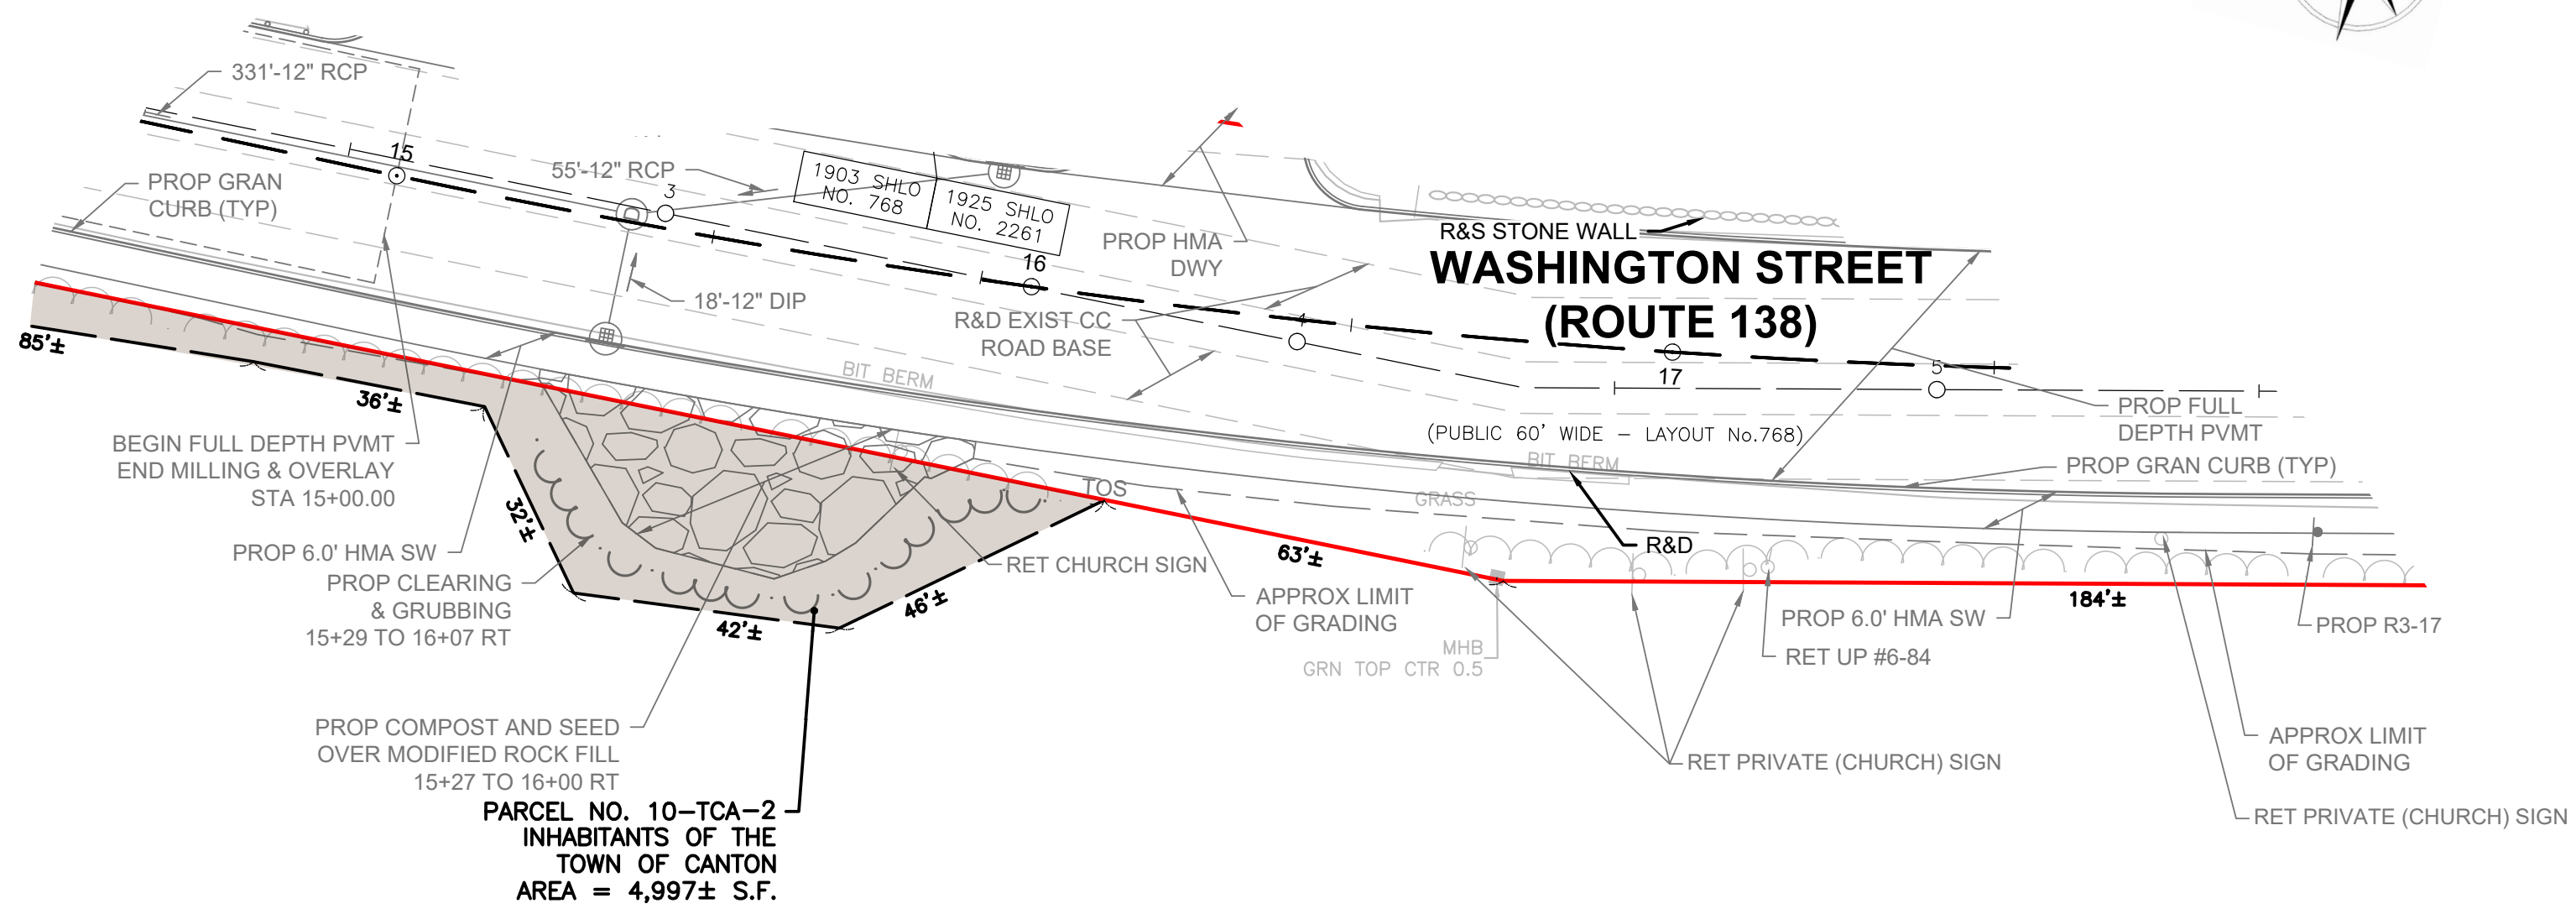 331'-12" RCP
15
PROP GRAN
CURB (TYP)
55'-12" RCP
3
1903 SHLO
NO. 768
1925 SHLO
NO. 2261
PROP HMA
DWY
R&S STONE WALL
WASHINGTON STREET
(ROUTE 138)
16
18'-12" DIP
R&D EXIST CC
ROAD BASE
4
17
5
85'±
36'±
BIT BERM
PROP FULL
DEPTH PVMT
(PUBLIC 60' WIDE – LAYOUT No.768)
BIT BERM
PROP GRAN CURB (TYP)
BEGIN FULL DEPTH PVMT
END MILLING & OVERLAY
STA 15+00.00
TOS
GRASS
32'±
63'±
R&D
PROP 6.0' HMA SW
PROP CLEARING
& GRUBBING
15+29 TO 16+07 RT
RET CHURCH SIGN
APPROX LIMIT
OF GRADING
46'±
42'±
184'±
PROP 6.0' HMA SW
PROP R3-17
MHB
GRN TOP CTR 0.5
RET UP #6-84
PROP COMPOST AND SEED
OVER MODIFIED ROCK FILL
15+27 TO 16+00 RT
RET PRIVATE (CHURCH) SIGN
APPROX LIMIT
OF GRADING
RET PRIVATE (CHURCH) SIGN
PARCEL NO. 10–TCA–2
INHABITANTS OF THE
TOWN OF CANTON
AREA = 4,997± S.F.